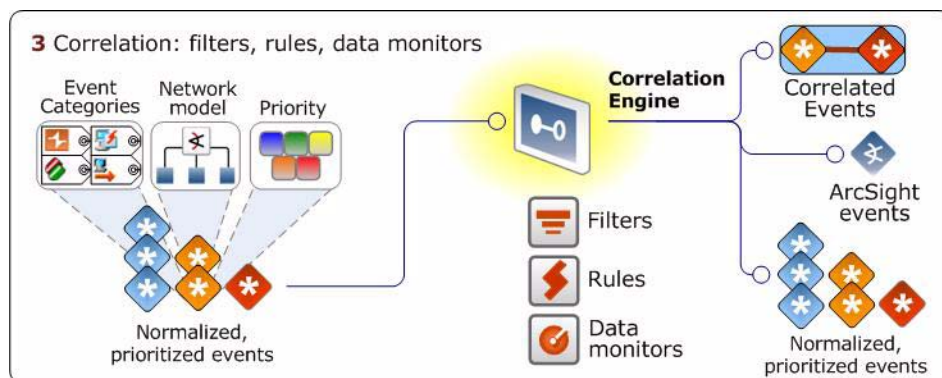 3 Correlation: filters, rules, data monitors
Event
Categories
Network
model
Priority
Normalized,
prioritized events
Correlation
Engine
Filters
Rules
Data
monitors
Correlated
Events
ArcSight
events
Normalized,
prioritized events